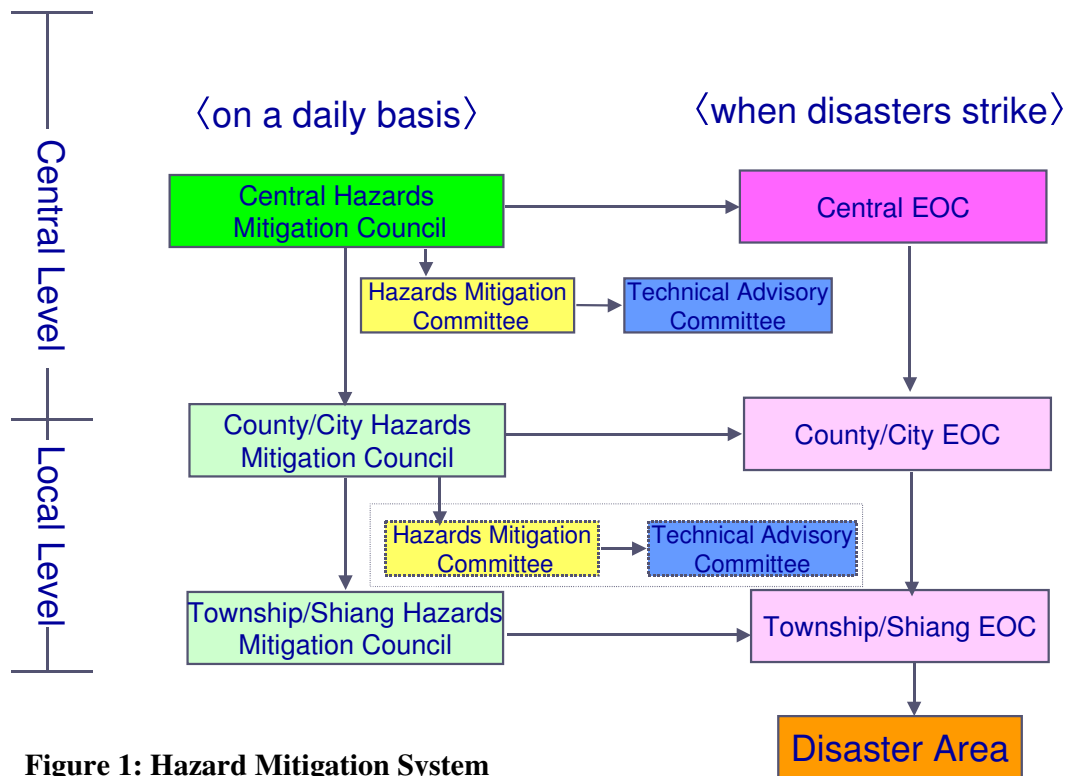 〈on a daily basis〉
〈when disasters strike〉
Central Level
Central Hazards
Mitigation Council
Central EOC
Hazards Mitigation
Committee
Technical Advisory
Committee
County/City Hazards
Mitigation Council
County/City EOC
Local Level
Hazards Mitigation
Committee
Technical Advisory
Committee
Township/Shiang Hazards
Mitigation Council
Township/Shiang EOC
Disaster Area
Figure 1: Hazard Mitigation System